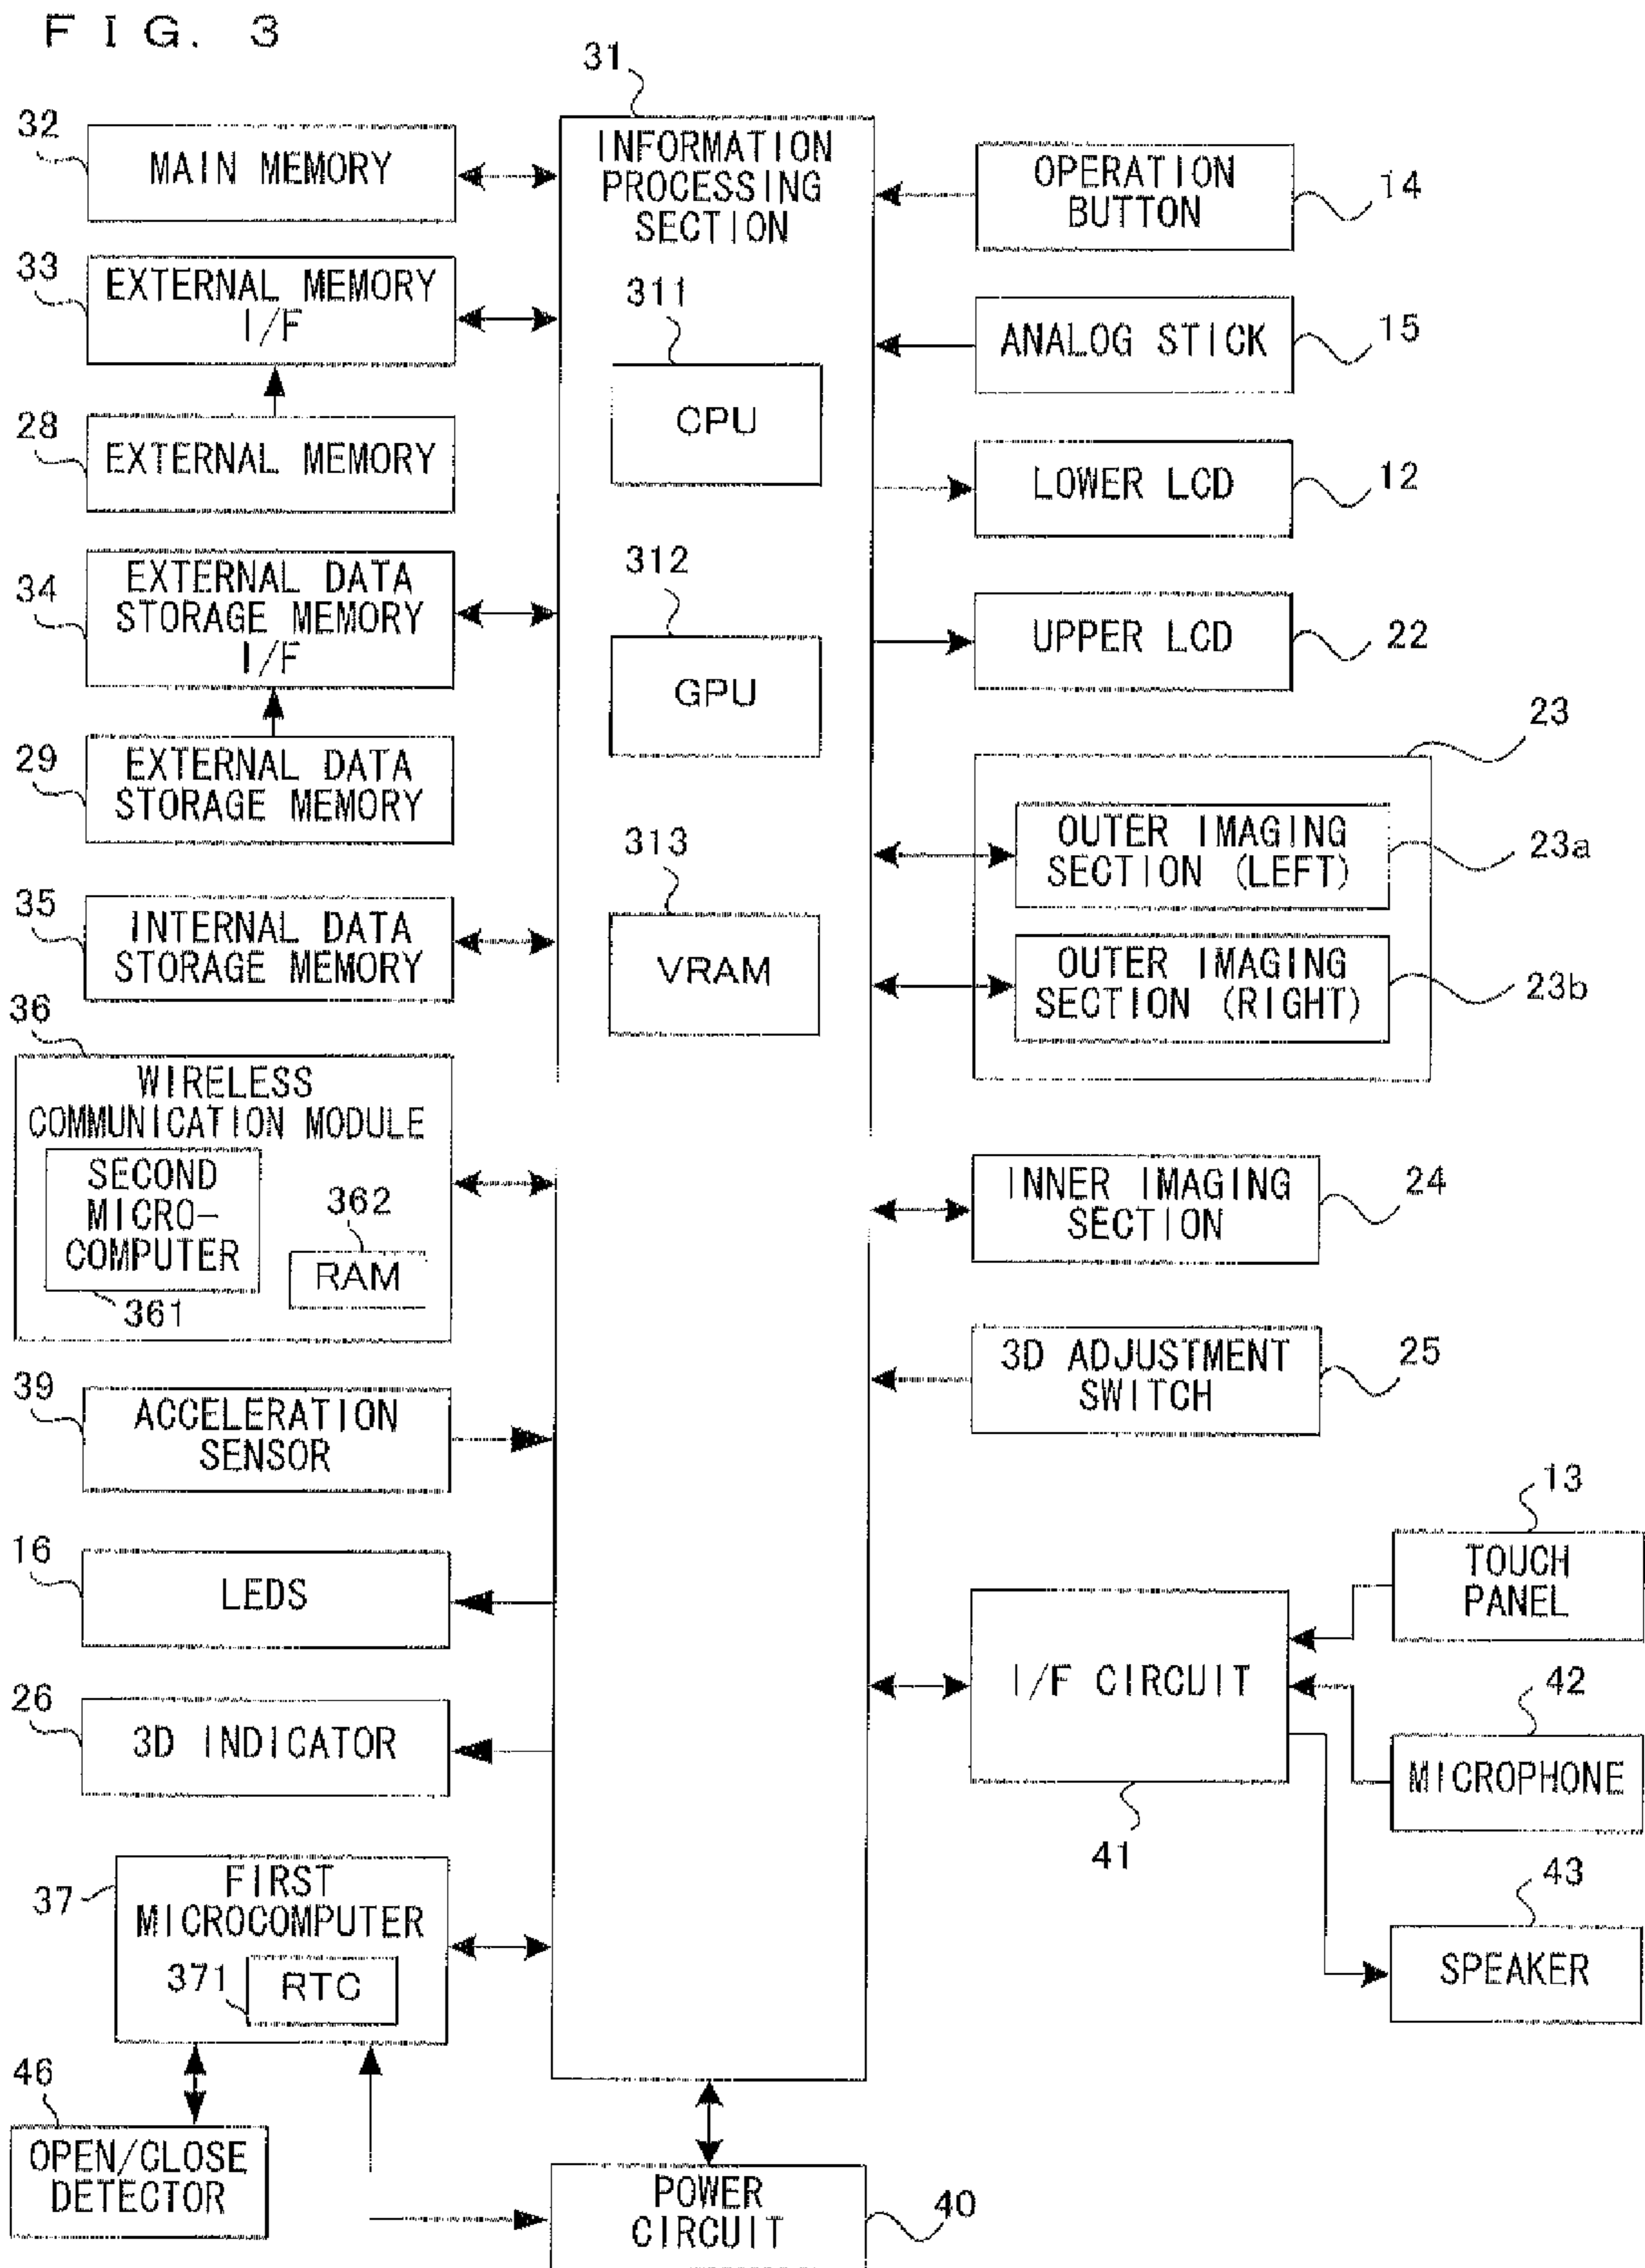 FIG. 3
31
32
MAIN MEMORY
INFORMATION
PROCESSING
SECTION
OPERATION
BUTTON
14
33
EXTERNAL MEMORY
I/F
311
CPU
ANALOG STICK
15
28
EXTERNAL MEMORY
LOWER LCD
12
34
EXTERNAL DATA
STORAGE MEMORY
I/F
312
GPU
UPPER LCD
22
29
EXTERNAL DATA
STORAGE MEMORY
23
OUTER IMAGING
SECTION (LEFT)
23a
313
VRAM
35
INTERNAL DATA
STORAGE MEMORY
OUTER IMAGING
SECTION (RIGHT)
23b
36
WIRELESS
COMMUNICATION MODULE
SECOND
MICRO-
COMPUTER
361
362
RAM
INNER IMAGING
SECTION
24
39
ACCELERATION
SENSOR
3D ADJUSTMENT
SWITCH
25
16
LEDS
13
TOUCH
PANEL
I/F CIRCUIT
41
26
3D INDICATOR
42
MICROPHONE
37
FIRST
MICROCOMPUTER
371
RTC
43
SPEAKER
46
OPEN/CLOSE
DETECTOR
POWER
CIRCUIT
40